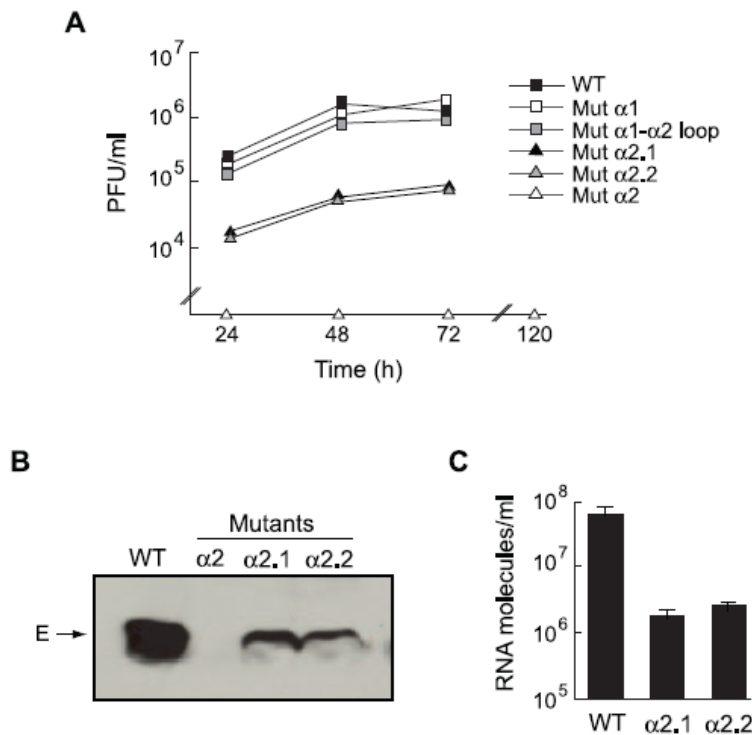 A
PFU/ml
10^7
10^6
10^5
10^4
24 48 72 120
Time (h)
WT
Mut α1
Mut α1-α2 loop
Mut α2.1
Mut α2.2
Mut α2
B
Mutants
WT α2 α2.1 α2.2
E
C
RNA molecules/ml
10^8
10^7
10^6
10^5
WT α2.1 α2.2